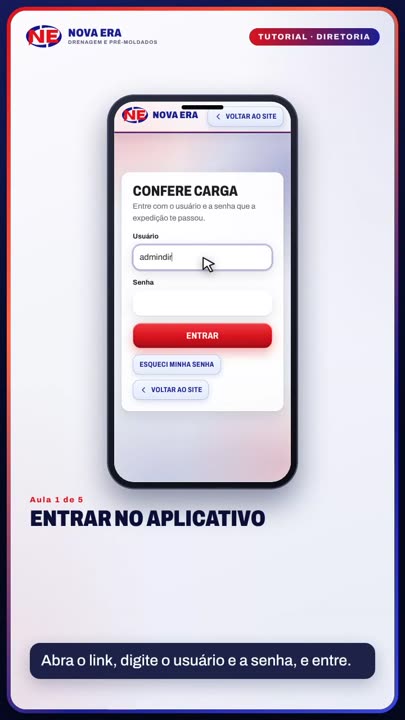 NE NOVA ERA
DRENAGEM E PRÉ-MOLDADOS
TUTORIAL · DIRETORIA
NE NOVA ERA
VOLTAR AO SITE
CONFERE CARGA
Entre com o usuário e a senha que a
expedição te passou.
Usuário
admindir
Senha
ENTRAR
ESQUECI MINHA SENHA
VOLTAR AO SITE
Aula 1 de 5
ENTRAR NO APLICATIVO
Abra o link, digite o usuário e a senha, e entre.